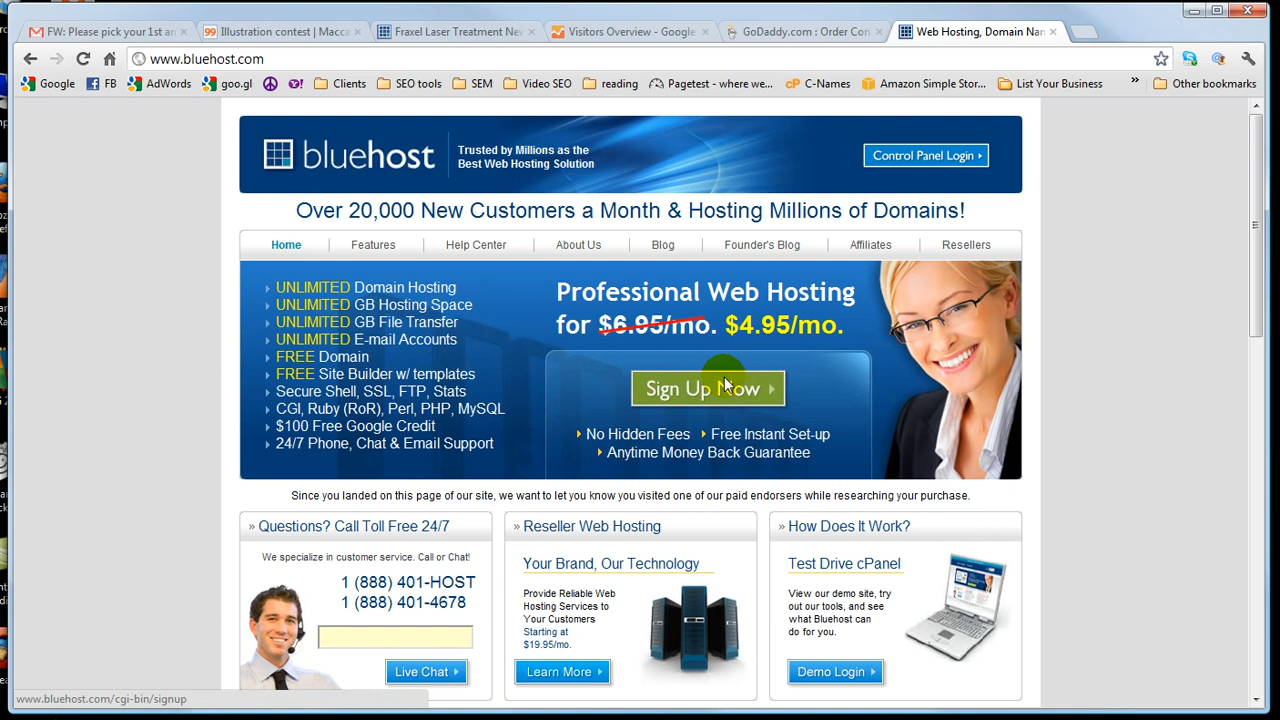 FW: Please pick your 1st an
Illustration contest | Macca
Fraxel Laser Treatment Nev
Visitors Overview - Google
GoDaddy.com : Order Con
Web Hosting, Domain Nar
www.bluehost.com
Google
FB
AdWords
goo.gl
Clients
SEO tools
SEM
Video SEO
reading
Pagetest - where we...
C-Names
Amazon Simple Stor...
List Your Business
»
Other bookmarks
bluehost
Trusted by Millions as the
Best Web Hosting Solution
Control Panel Login
Over 20,000 New Customers a Month & Hosting Millions of Domains!
Home
Features
Help Center
About Us
Blog
Founder's Blog
Affiliates
Resellers
UNLIMITED Domain Hosting
UNLIMITED GB Hosting Space
UNLIMITED GB File Transfer
UNLIMITED E-mail Accounts
FREE Domain
FREE Site Builder w/ templates
Secure Shell, SSL, FTP, Stats
CGI, Ruby (RoR), Perl, PHP, MySQL
$100 Free Google Credit
24/7 Phone, Chat & Email Support
Professional Web Hosting
for $6.95/mo. $4.95/mo.
Sign Up Now
No Hidden Fees
Free Instant Set-up
Anytime Money Back Guarantee
Since you landed on this page of our site, we want to let you know you visited one of our paid endorsers while researching your purchase.
» Questions? Call Toll Free 24/7
We specialize in customer service. Call or Chat!
1 (888) 401-HOST
1 (888) 401-4678
Live Chat
» Reseller Web Hosting
Your Brand, Our Technology
Provide Reliable Web
Hosting Services to
Your Customers
Starting at
$19.95/mo.
Learn More
» How Does It Work?
Test Drive cPanel
View our demo site, try
out our tools, and see
what Bluehost can
do for you.
Demo Login
www.bluehost.com/cgi-bin/signup